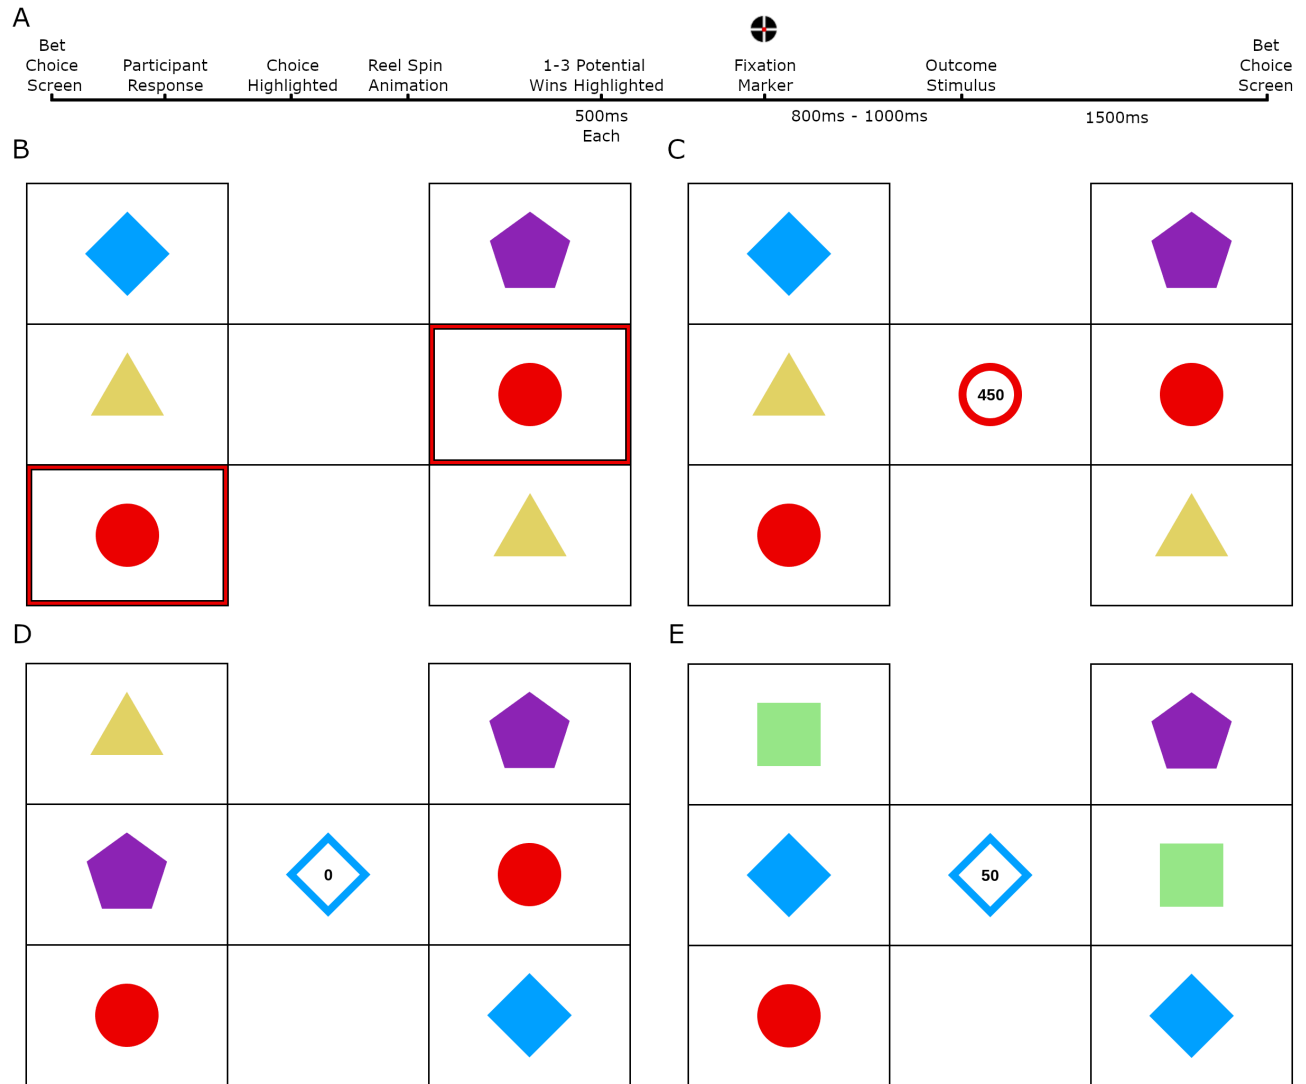 A
Bet
Choice
Screen
Participant
Response
Choice
Highlighted
Reel Spin
Animation
1-3 Potential
Wins Highlighted
Fixation
Marker
Outcome
Stimulus
Bet
Choice
Screen
500ms
Each
800ms - 1000ms
1500ms
B
C
450
D
E
0
50